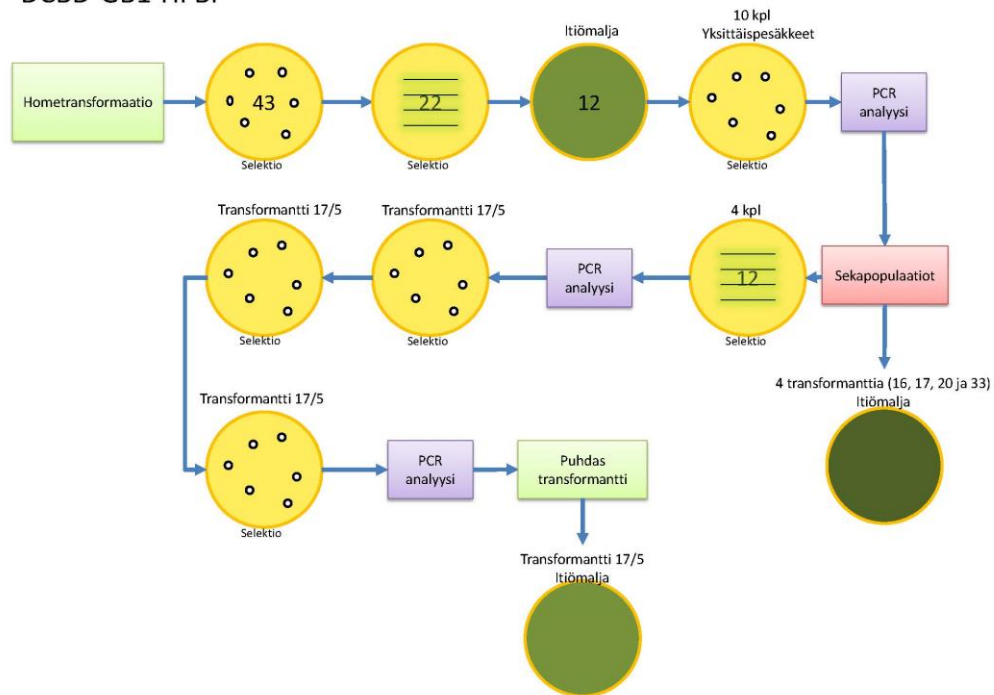 Itiömalja
10 kpl
Yksittäispesäkkeet
Hometransformaatio
43
22
12
PCR
analyysi
Selektio
Selektio
Selektio
Transformantti 17/5
Transformantti 17/5
4 kpl
PCR
analyysi
12
Sekapopulaatiot
Selektio
Selektio
Selektio
4 transformanttia (16, 17, 20 ja 33)
Itiömalja
Transformantti 17/5
PCR
analyysi
Puhdas
transformantti
Selektio
Transformantti 17/5
Itiömalja